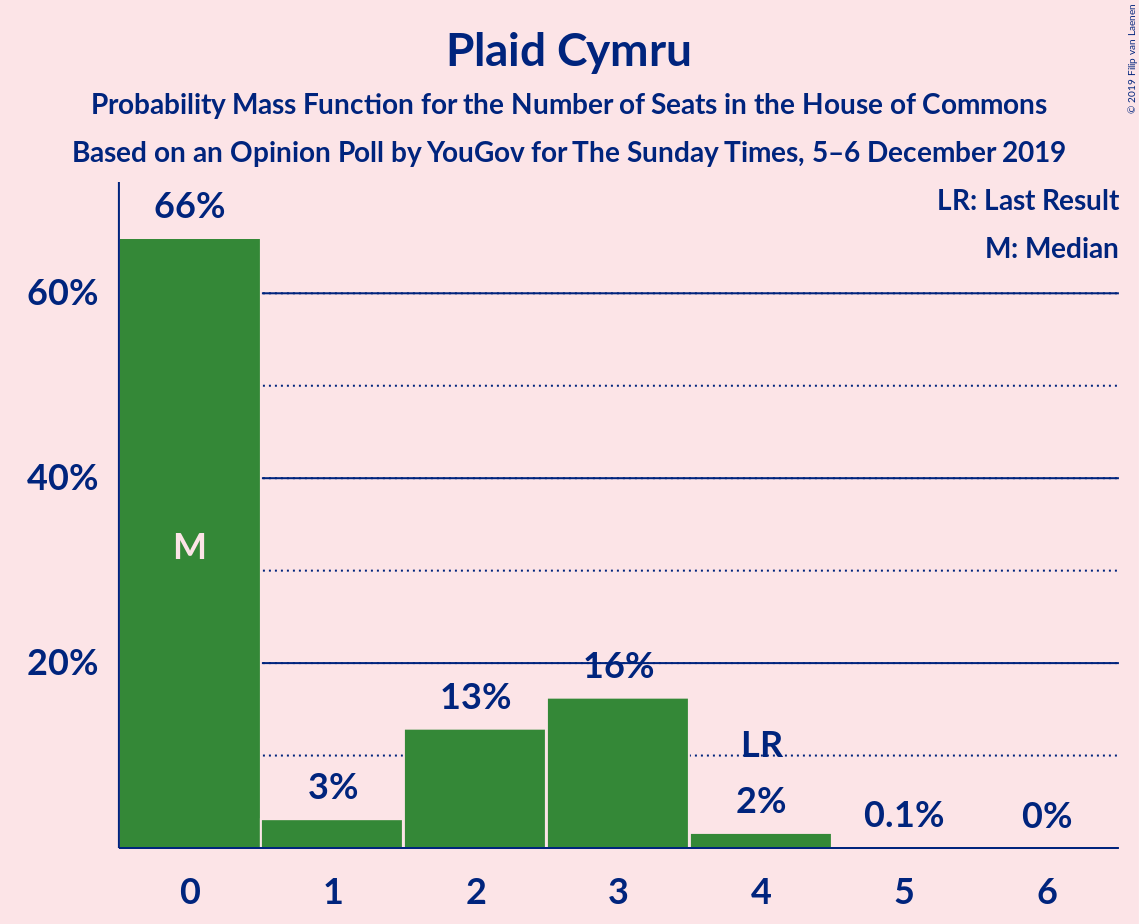 Plaid Cymru
Probability Mass Function for the Number of Seats in the House of Commons
Based on an Opinion Poll by YouGov for The Sunday Times, 5–6 December 2019
© 2019 Filip van Laenen
LR: Last Result
M: Median
66%
60%
M
40%
20%
16%
13%
LR
3%
2%
0.1%
0%
0 1 2 3 4 5 6